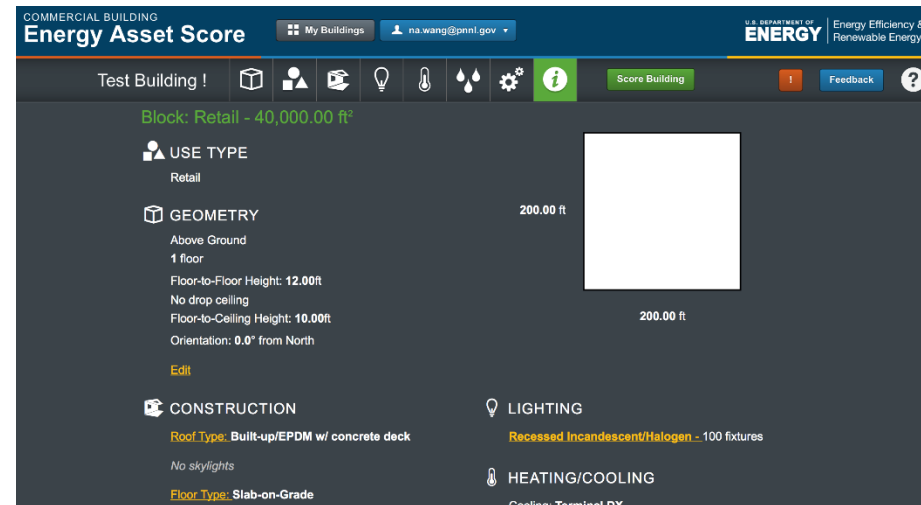 COMMERCIAL BUILDING
Energy Asset Score
My Buildings
na.wang@pnnl.gov
U.S. DEPARTMENT OF
ENERGY
Energy Efficiency &
Renewable Energy
Test Building !
i
Score Building
!
Feedback
?
Block: Retail - 40,000.00 ft²
USE TYPE
Retail
GEOMETRY
Above Ground
1 floor
Floor-to-Floor Height: 12.00ft
No drop ceiling
Floor-to-Ceiling Height: 10.00ft
Orientation: 0.0° from North
Edit
200.00 ft
200.00 ft
CONSTRUCTION
Roof Type: Built-up/EPDM w/ concrete deck
No skylights
Floor Type: Slab-on-Grade
LIGHTING
Recessed Incandescent/Halogen - 100 fixtures
HEATING/COOLING
Cooling: Terminal DX